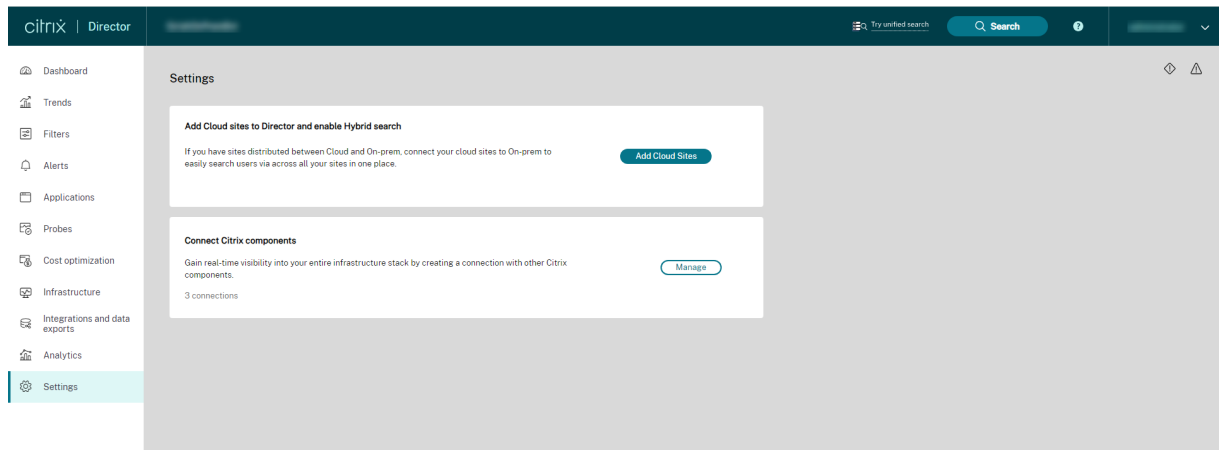 citrix | Director
Try unified search
Search
?
Dashboard
Trends
Filters
Alerts
Applications
Probes
Cost optimization
Infrastructure
Integrations and data
exports
Analytics
Settings
Settings
Add Cloud sites to Director and enable Hybrid search
If you have sites distributed between Cloud and On-prem, connect your cloud sites to On-prem to
easily search users via across all your sites in one place.
Add Cloud Sites
Connect Citrix components
Gain real-time visibility into your entire infrastructure stack by creating a connection with other Citrix
components.
Manage
3 connections